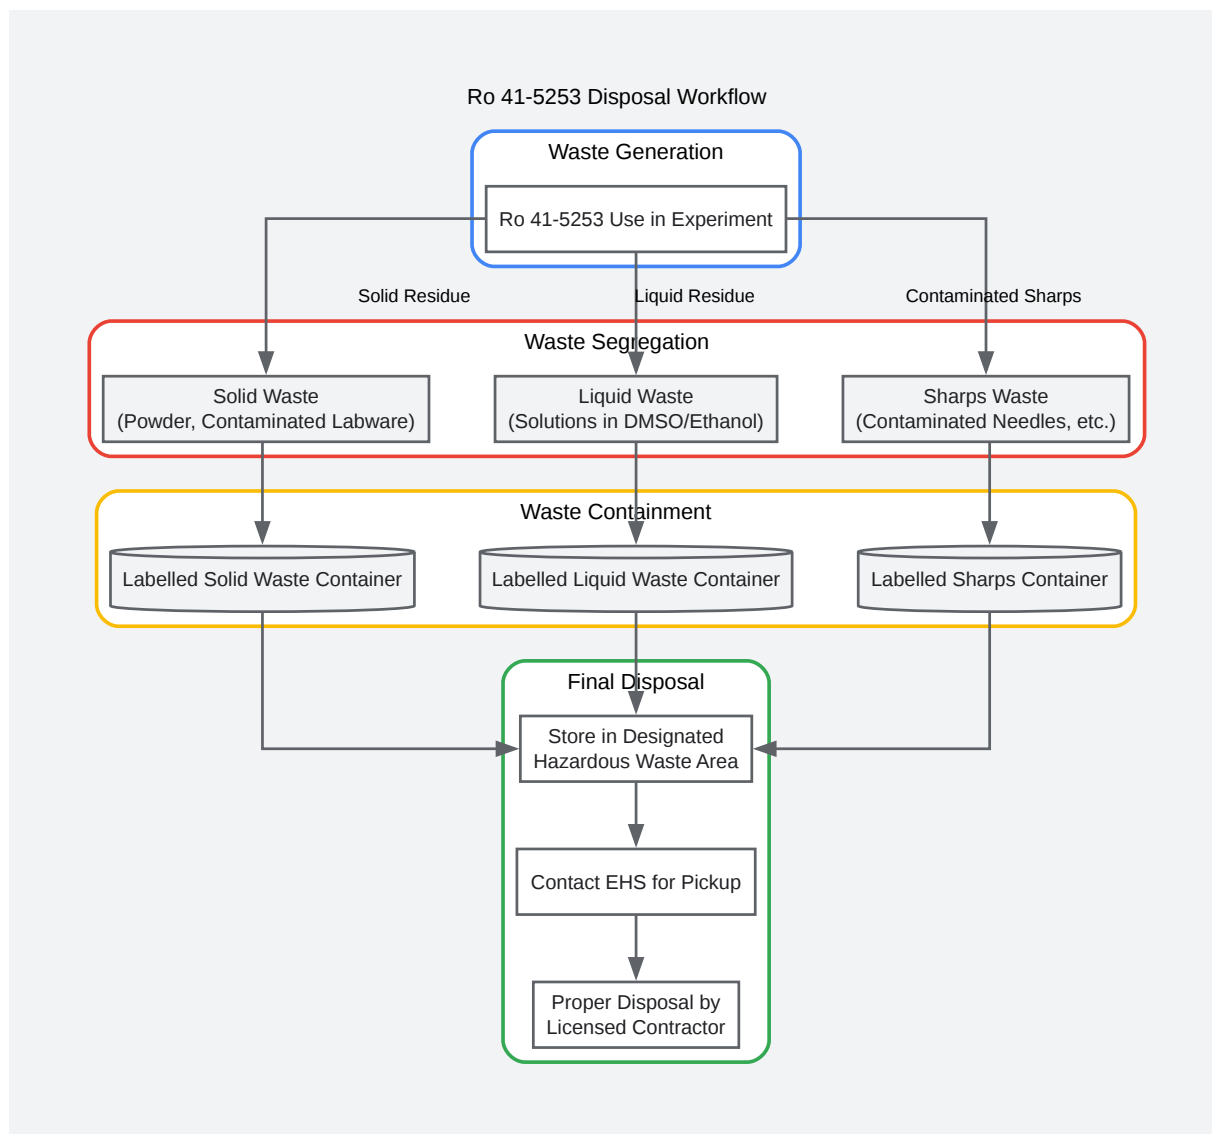 Ro 41-5253 Disposal Workflow
Waste Generation
Ro 41-5253 Use in Experiment
Solid Residue
Liquid Residue
Contaminated Sharps
Waste Segregation
Solid Waste
(Powder, Contaminated Labware)
Liquid Waste
(Solutions in DMSO/Ethanol)
Sharps Waste
(Contaminated Needles, etc.)
Waste Containment
Labelled Solid Waste Container
Labelled Liquid Waste Container
Labelled Sharps Container
Final Disposal
Store in Designated
Hazardous Waste Area
Contact EHS for Pickup
Proper Disposal by
Licensed Contractor